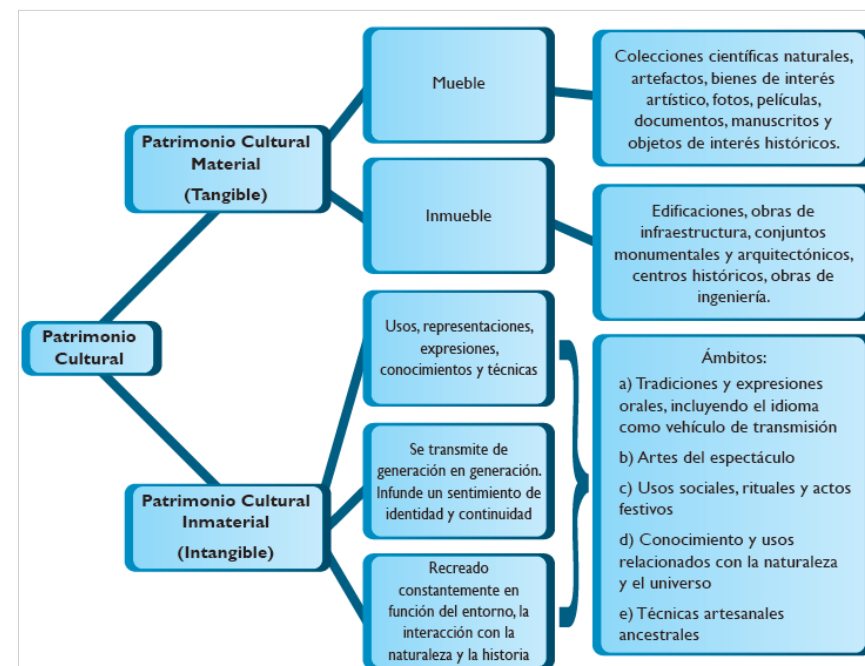 Patrimonio
Cultural
Patrimonio Cultural
Material
(Tangible)
Mueble
Colecciones científicas naturales,
artefactos, bienes de interés
artístico, fotos, películas,
documentos, manuscritos y
objetos de interés históricos.
Inmueble
Edificaciones, obras de
infraestructura, conjuntos
monumentales y arquitectónicos,
centros históricos, obras de
ingeniería.
Patrimonio Cultural
Inmaterial
(Intangible)
Usos, representaciones,
expresiones,
conocimientos y técnicas
Se transmite de
generación en generación.
Infunde un sentimiento de
identidad y continuidad
Recreado
constantemente en
función del entorno, la
interacción con la
naturaleza y la historia
Ámbitos:
a) Tradiciones y expresiones
orales, incluyendo el idioma
como vehículo de transmisión
b) Artes del espectáculo
c) Usos sociales, rituales y actos
festivos
d) Conocimiento y usos
relacionados con la naturaleza
y el universo
e) Técnicas artesanales
ancestrales